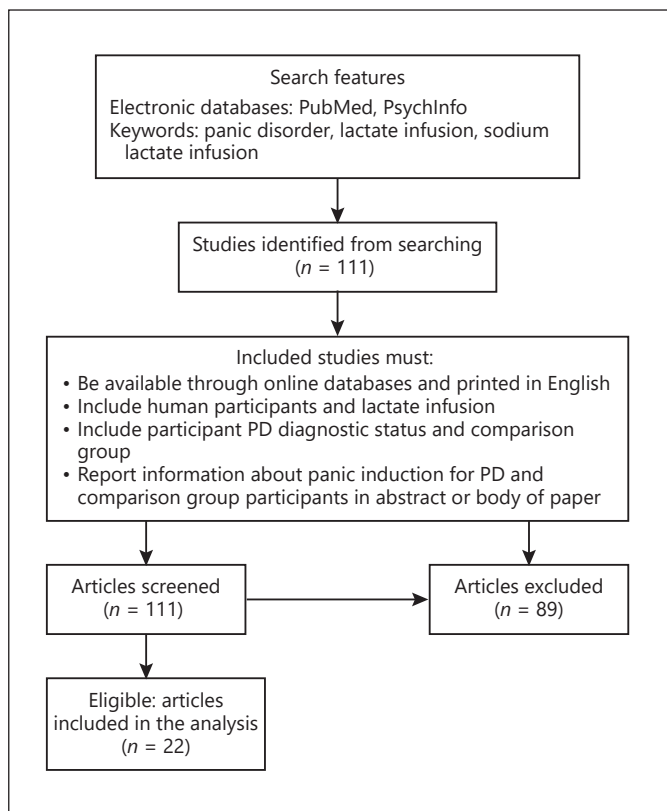 Search features
Electronic databases: PubMed, PsychInfo
Keywords: panic disorder, lactate infusion, sodium
lactate infusion
Studies identified from searching
(n = 111)
Included studies must:
• Be available through online databases and printed in English
• Include human participants and lactate infusion
• Include participant PD diagnostic status and comparison
group
• Report information about panic induction for PD and
comparison group participants in abstract or body of paper
Articles screened
(n = 111)
Articles excluded
(n = 89)
Eligible: articles
included in the analysis
(n = 22)